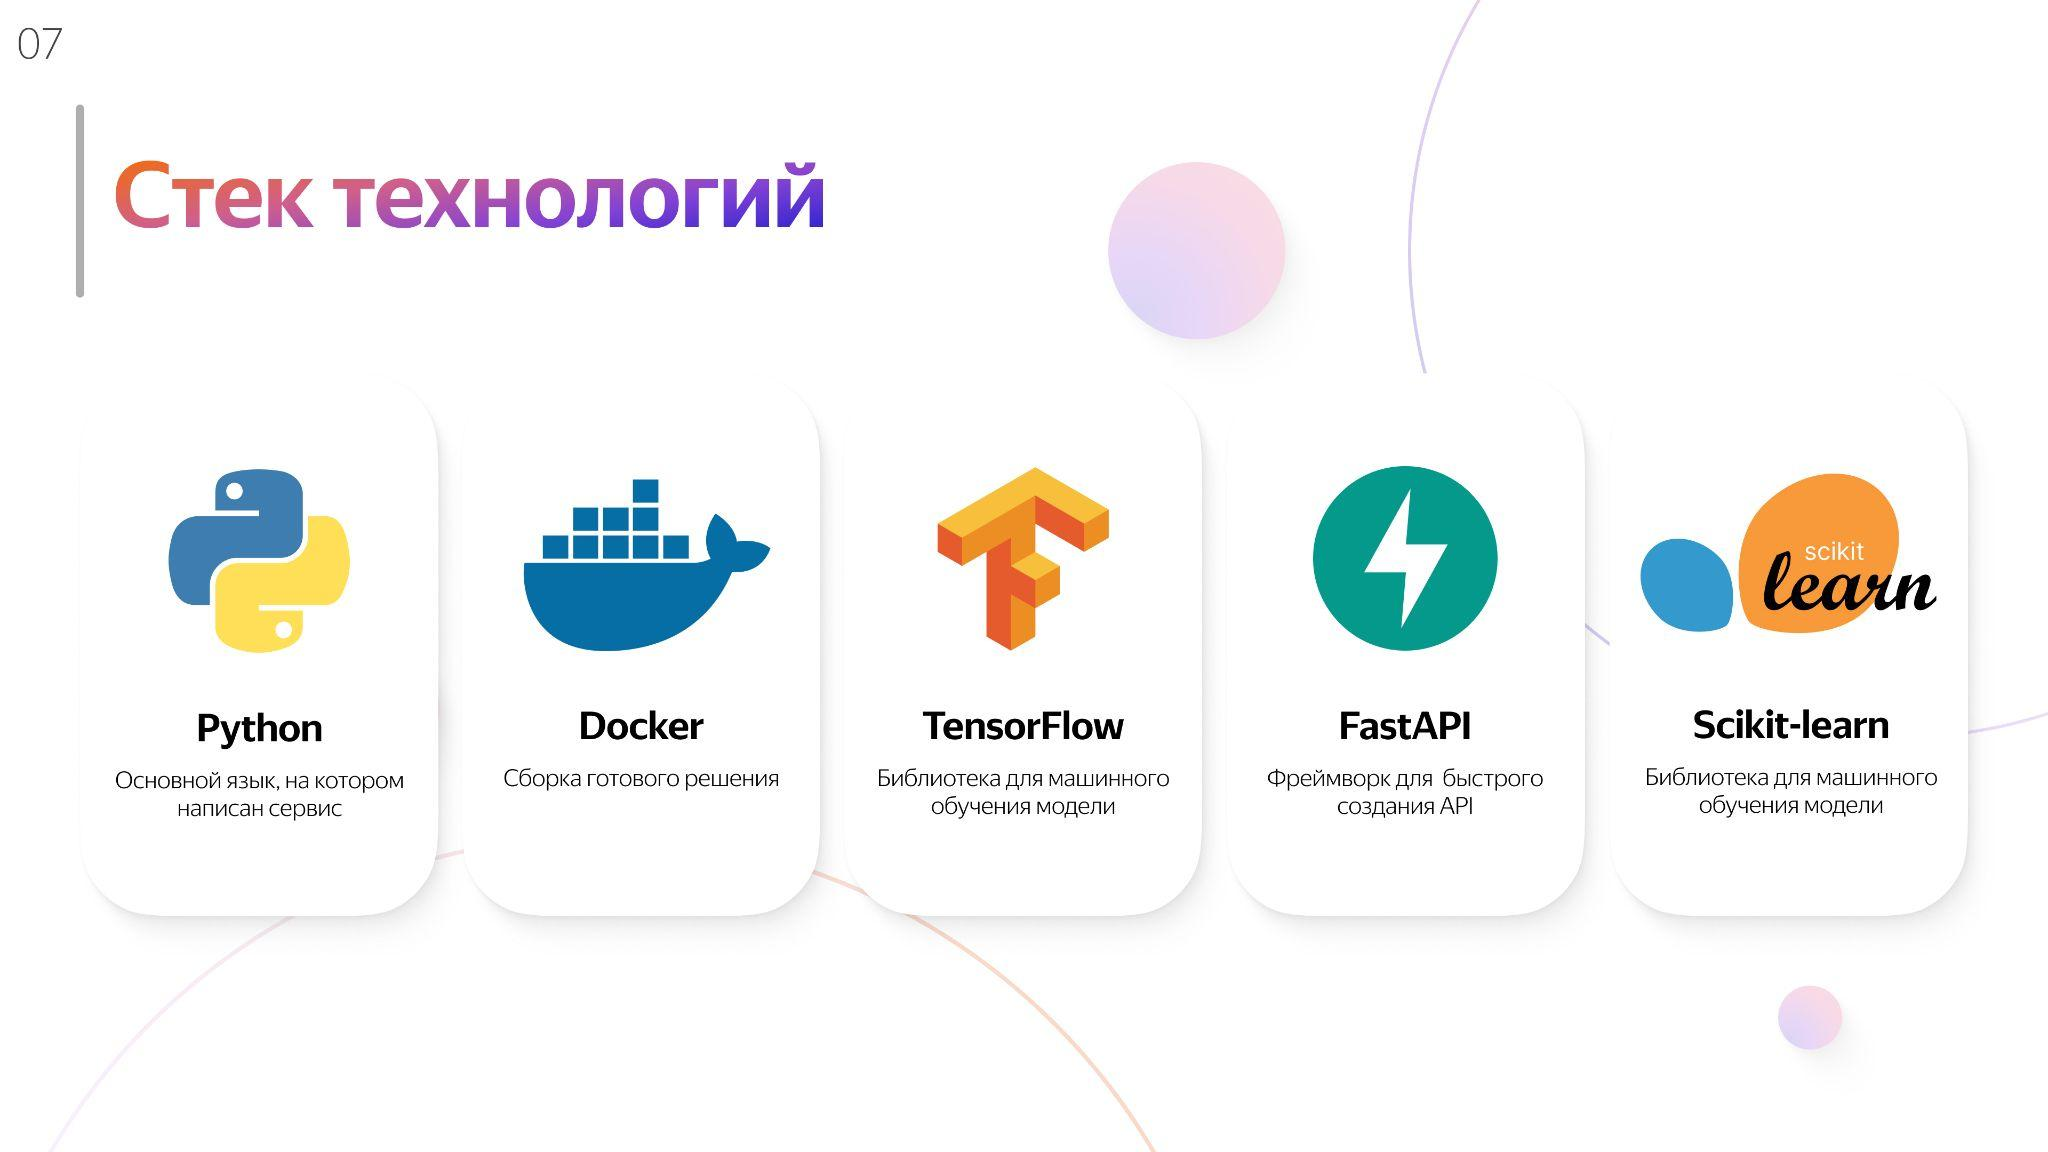 07
Стек технологий
scikit
learn
Python
Основной язык, на котором
написан сервис
Docker
Сборка готового решения
TensorFlow
Библиотека для машинного
обучения модели
FastAPI
Фреймворк для  быстрого
создания API
Scikit-learn
Библиотека для машинного
обучения модели